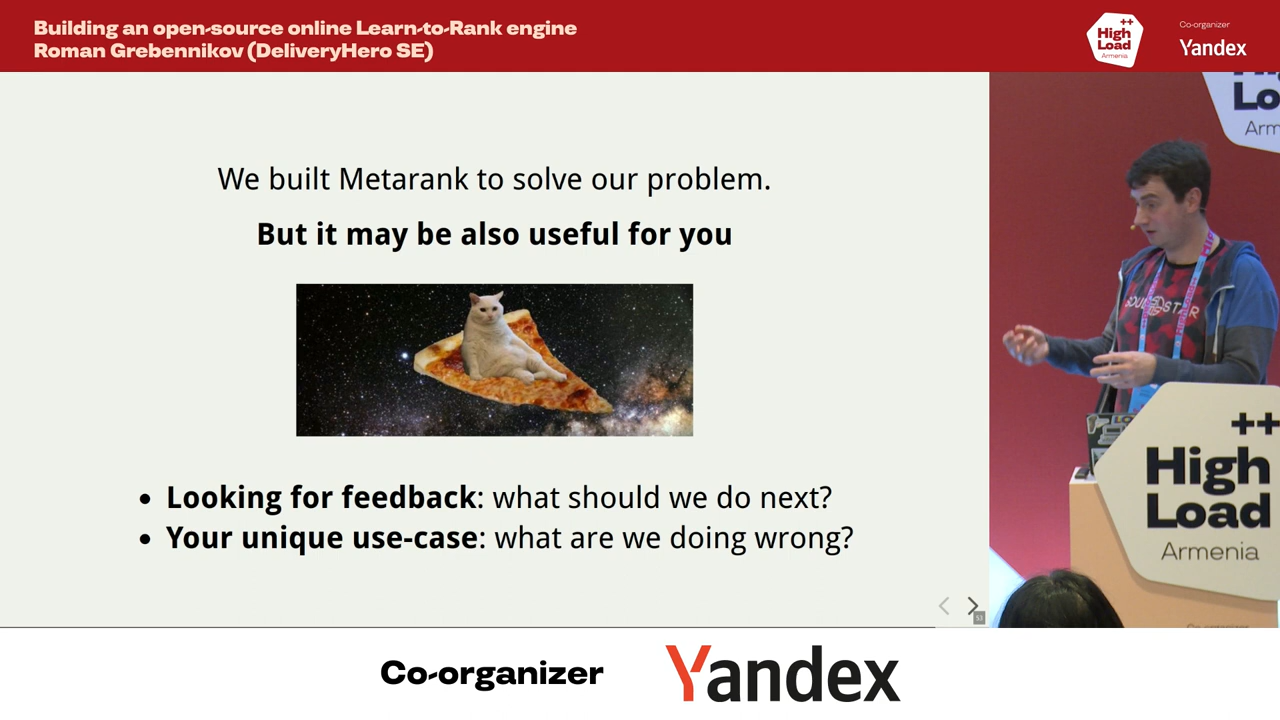 Building an open-source online Learn-to-Rank engine
Roman Grebennikov (DeliveryHero SE)
++
High
Load
Armenia
Co-organizer
Yandex
We built Metarank to solve our problem.
But it may be also useful for you
• Looking for feedback: what should we do next?
• Your unique use-case: what are we doing wrong?
53
Lo
Arm
++
High
Load
Armenia
Co-organizer
Yandex